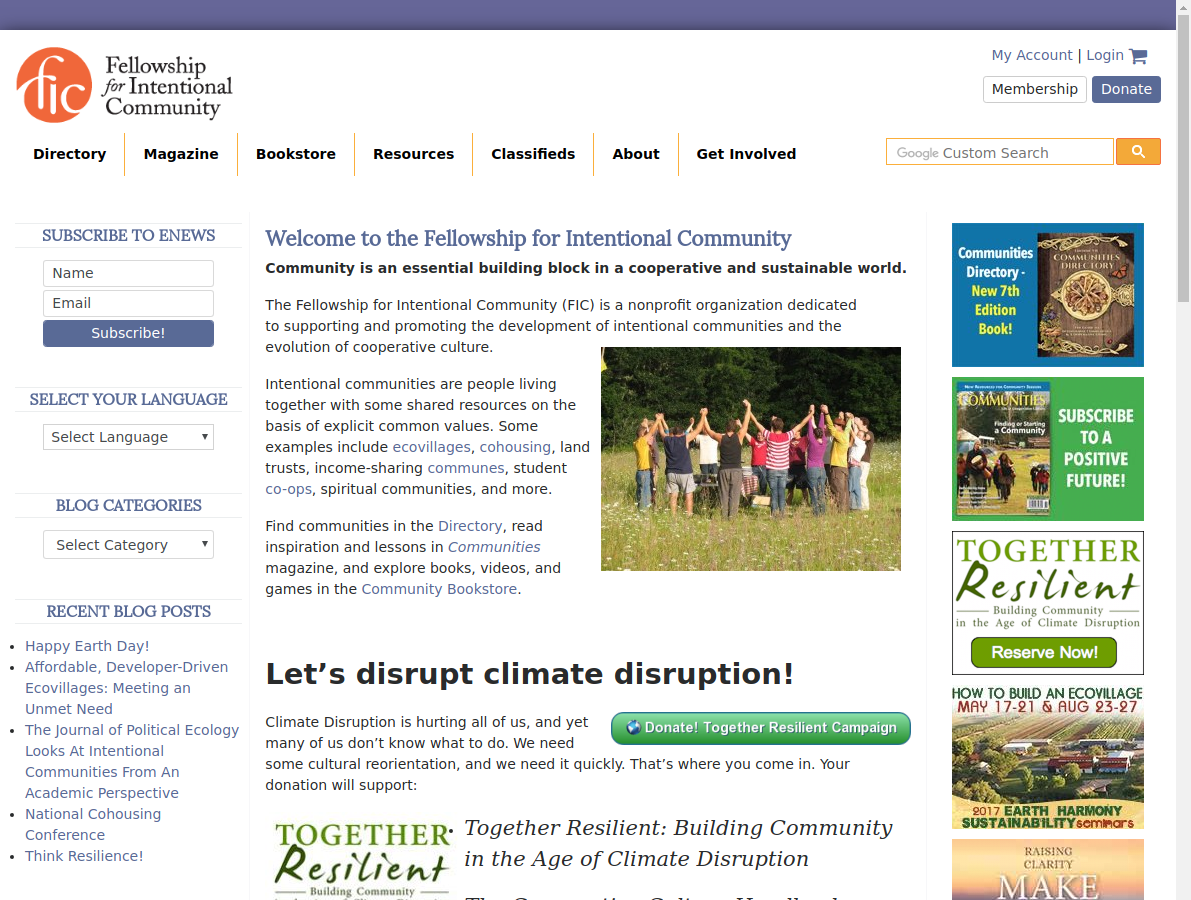 fic Fellowship
for Intentional
Community
My Account | Login
Membership Donate
Directory Magazine Bookstore Resources Classifieds About Get Involved
Google Custom Search
SUBSCRIBE TO ENEWS
Name
Email
Subscribe!
SELECT YOUR LANGUAGE
Select Language
BLOG CATEGORIES
Select Category
RECENT BLOG POSTS
Happy Earth Day!
Affordable, Developer-Driven
Ecovillages: Meeting an
Unmet Need
The Journal of Political Ecology
Looks At Intentional
Communities From An
Academic Perspective
National Cohousing
Conference
Think Resilience!
Welcome to the Fellowship for Intentional Community
Community is an essential building block in a cooperative and sustainable world.
The Fellowship for Intentional Community (FIC) is a nonprofit organization dedicated
to supporting and promoting the development of intentional communities and the
evolution of cooperative culture.
Intentional communities are people living
together with some shared resources on the
basis of explicit common values. Some
examples include ecovillages, cohousing, land
trusts, income-sharing communes, student
co-ops, spiritual communities, and more.
Find communities in the Directory, read
inspiration and lessons in Communities
magazine, and explore books, videos, and
games in the Community Bookstore.
Let's disrupt climate disruption!
Donate! Together Resilient Campaign
Climate Disruption is hurting all of us, and yet
many of us don't know what to do. We need
some cultural reorientation, and we need it quickly. That's where you come in. Your
donation will support:
TOGETHER
Resilient
Building Community
Together Resilient: Building Community
in the Age of Climate Disruption
Communities
Directory -
New 7th
Edition
Book!
COMMUNITIES
DIRECTORY
COMMUNITIES
Finding or Starting
a Community
SUBSCRIBE
TO A
POSITIVE
FUTURE!
TOGETHER
Resilient
Building Community
in the Age of Climate Disruption
Reserve Now!
HOW TO BUILD AN ECOVILLAGE
MAY 17-21 & AUG 23-27
2017 EARTH HARMONY
SUSTAINABILITY seminars
RAISING
CLARITY
MAKE